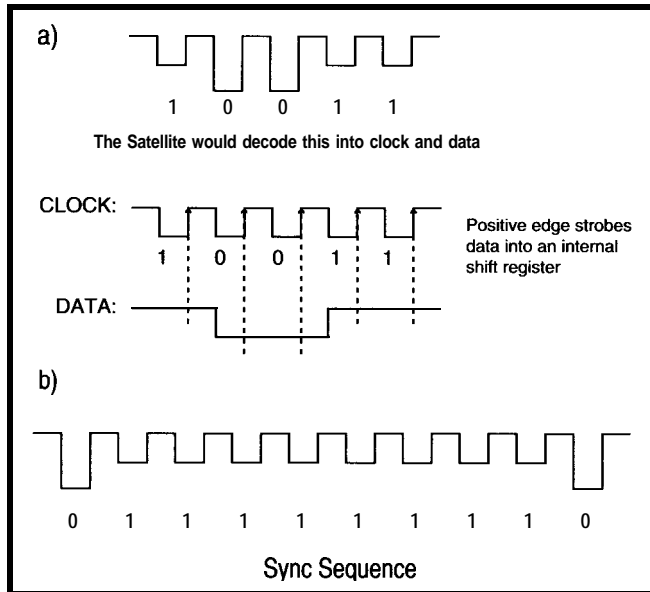 a)
1 0 0 1 1
The Satellite would decode this into clock and data
CLOCK:
1 0 0 1 1
Positive edge strobes
data into an internal
shift register
DATA:
b)
0 1 1 1 1 1 1 1 1 0
Sync Sequence